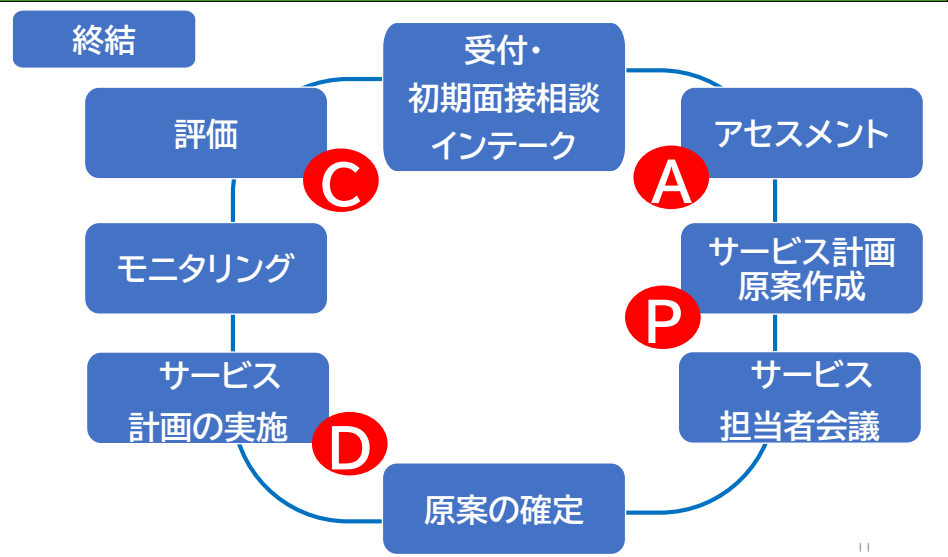 終結
受付・
初期面接相談
インテーク
評価
C
アセスメント
A
モニタリング
サービス計画
原案作成
P
サービス
計画の実施
D
サービス
担当者会議
原案の確定